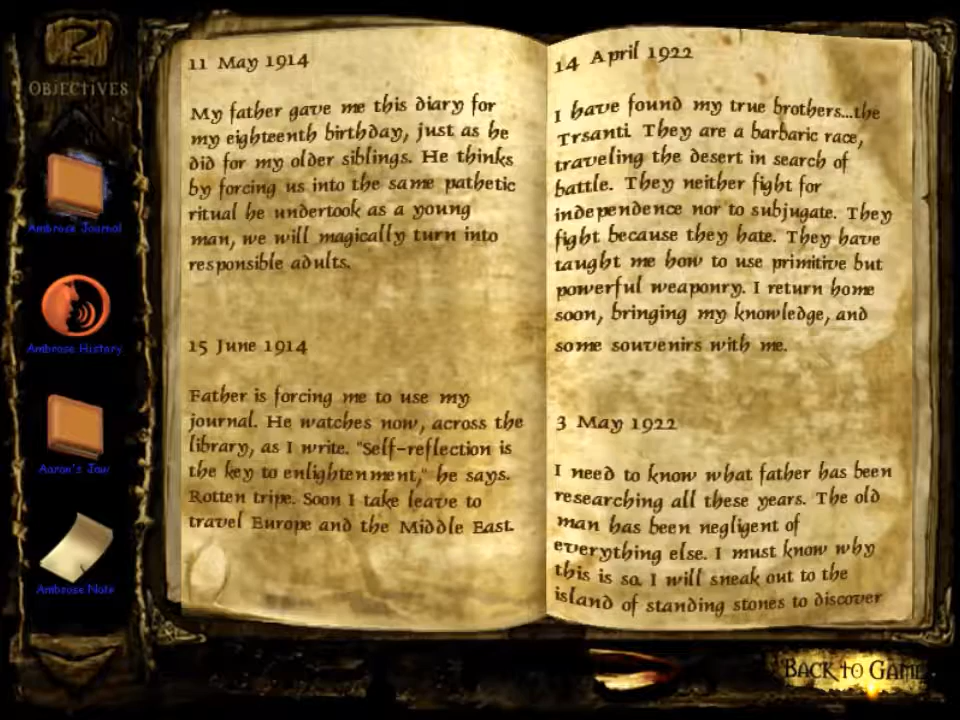 OBJECTIVES
Ambrose Journal
Ambrose History
Aaron's Jaw
Ambrose Note
11 May 1914
My father gave me this diary for
my eighteenth birthday, just as he
did for my older siblings. He thinks
by forcing us into the same pathetic
ritual he undertook as a young
man, we will magically turn into
responsible adults.
15 June 1914
Father is forcing me to use my
journal. He watches now, across the
library, as I write. "Self-reflection is
the key to enlightenment," he says.
Rotten tripe. Soon I take leave to
travel Europe and the Middle East.
14 April 1922
I have found my true brothers...the
Trsanti. They are a barbaric race,
traveling the desert in search of
battle. They neither fight for
independence nor to subjugate. They
fight because they hate. They have
taught me how to use primitive but
powerful weaponry. I return home
soon, bringing my knowledge, and
some souvenirs with me.
3 May 1922
I need to know what father has been
researching all these years. The old
man has been negligent of
everything else. I must know why
this is so. I will sneak out to the
island of standing stones to discover
BACK TO GAME